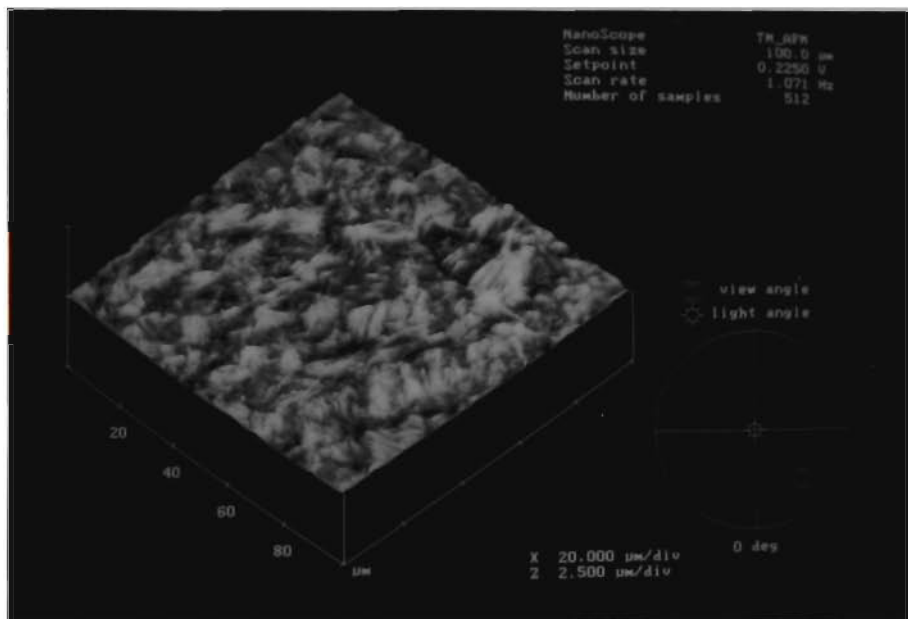 NanoScope TM_AFM
Scan size 100.0 µm
Setpoint 0.2250 V
Scan rate 1.071 Hz
Number of samples 512
view angle
light angle
0 deg
20
40
60
80
µm
X 20.000 µm/div
Z 2.500 µm/div